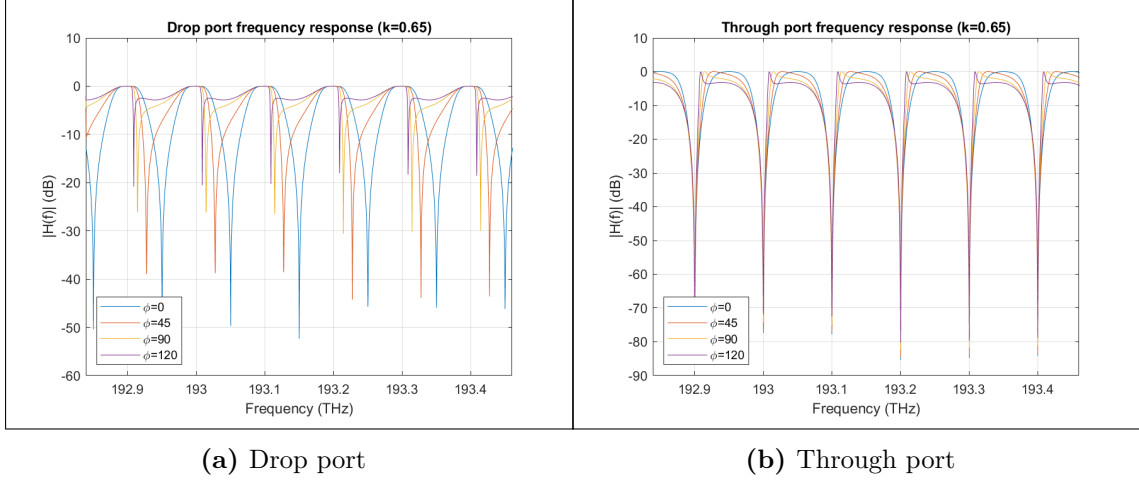 Drop port frequency response (k=0.65)
10
0
-10
-20
-30
-40
-50
-60
|H(f)| (dB)
ϕ=0
ϕ=45
ϕ=90
ϕ=120
192.9 193 193.1 193.2 193.3 193.4
Frequency (THz)
(a) Drop port
Through port frequency response (k=0.65)
10
0
-10
-20
-30
-40
-50
-60
-70
-80
-90
|H(f)| (dB)
ϕ=0
ϕ=45
ϕ=90
ϕ=120
192.9 193 193.1 193.2 193.3 193.4
Frequency (THz)
(b) Through port